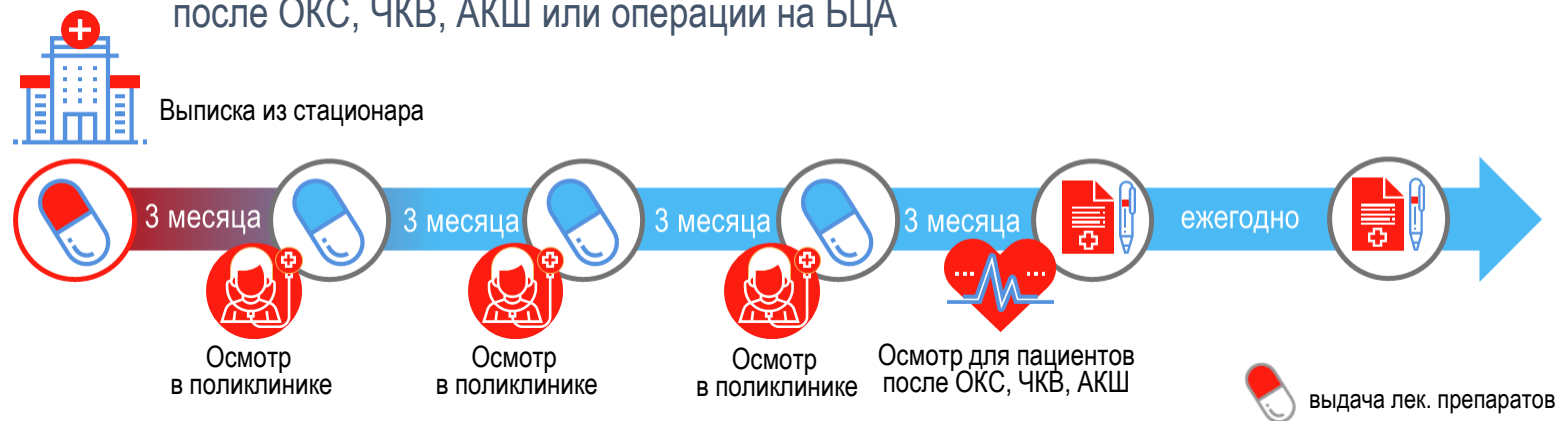 после ОКС, ЧКВ, АКШ или операции на БЦА
Выписка из стационара
3 месяца
3 месяца
3 месяца
3 месяца
ежегодно
Осмотр
в поликлинике
Осмотр
в поликлинике
Осмотр
в поликлинике
Осмотр для пациентов
после ОКС, ЧКВ, АКШ
выдача лек. препаратов